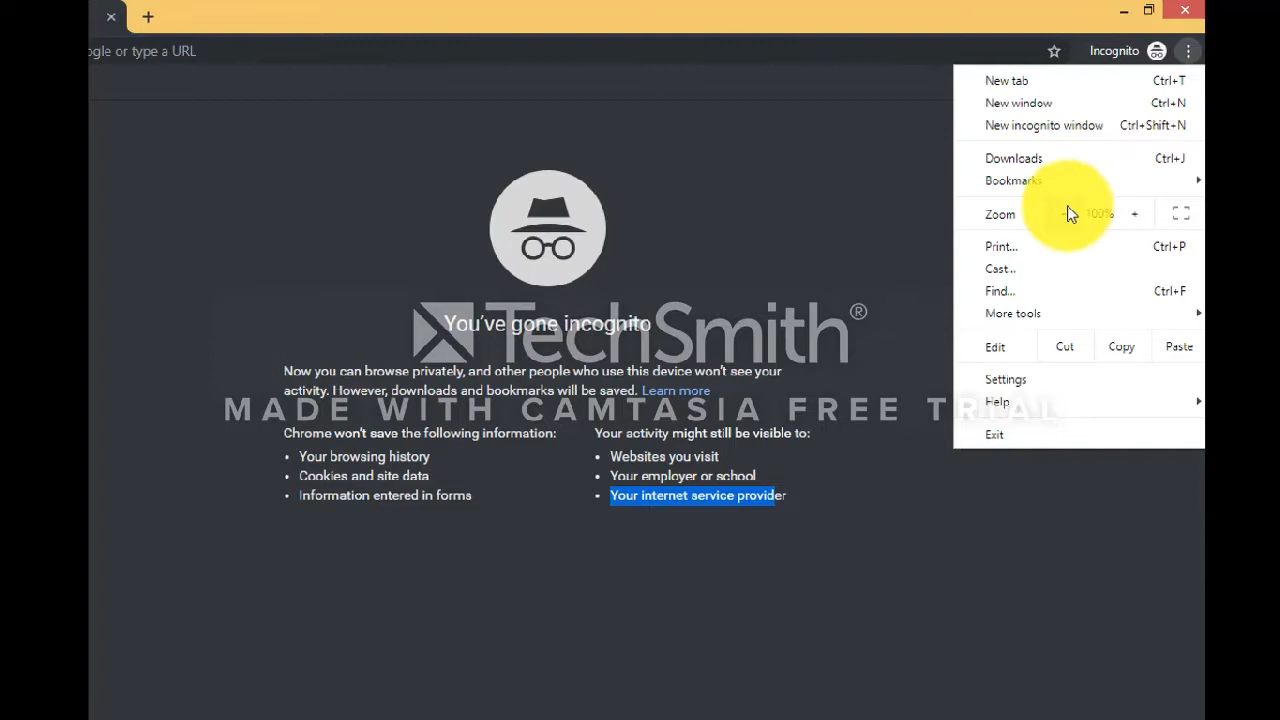 ogle or type a URL
Incognito
New tab Ctrl+T
New window Ctrl+N
New incognito window Ctrl+Shift+N
Downloads Ctrl+J
Bookmarks
Zoom - 100% +
Print... Ctrl+P
Cast...
Find... Ctrl+F
More tools
Edit Cut Copy Paste
Settings
Help
Exit
You've gone incognito
TechSmith®
Now you can browse privately, and other people who use this device won't see your
activity. However, downloads and bookmarks will be saved. Learn more
MADE WITH CAMTASIA FREE TRIAL
Chrome won't save the following information:
• Your browsing history
• Cookies and site data
• Information entered in forms
Your activity might still be visible to:
• Websites you visit
• Your employer or school
• Your internet service provider